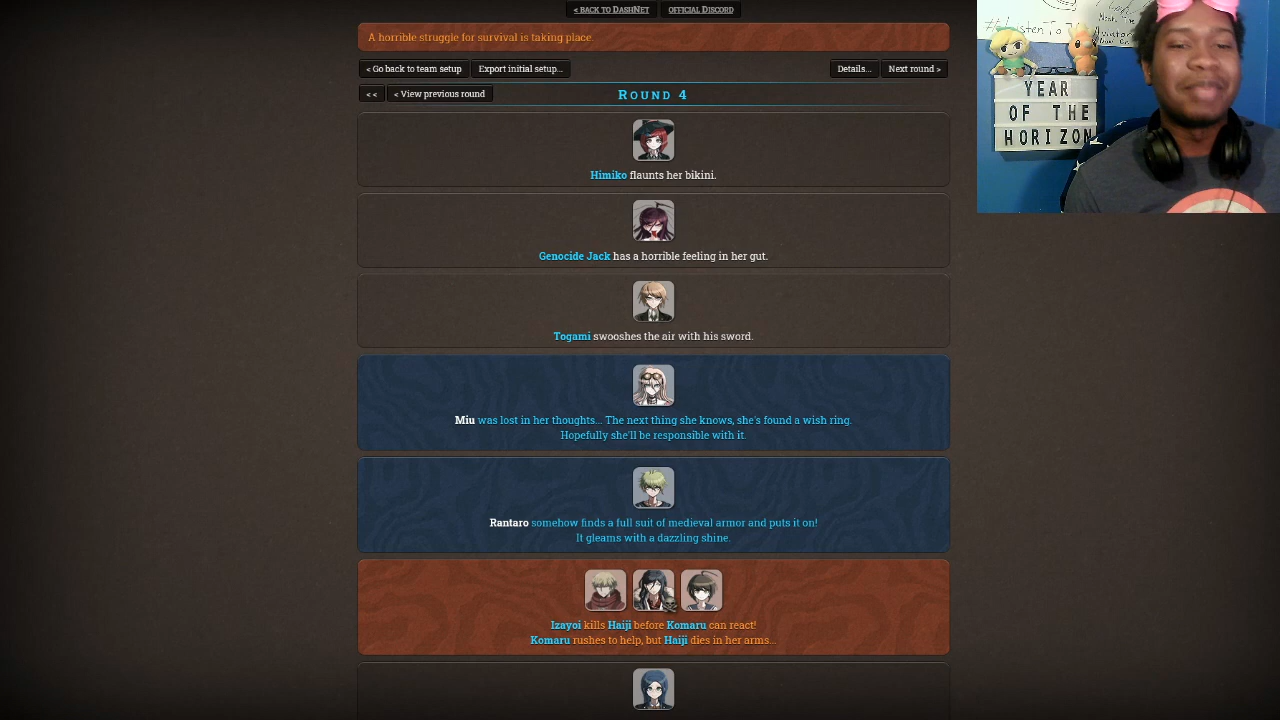 < BACK TO DASHNET
OFFICIAL DISCORD
A horrible struggle for survival is taking place.
< Go back to team setup
Export initial setup...
Details...
Next round >
<<
< View previous round
ROUND 4
Himiko flaunts her bikini.
Genocide Jack has a horrible feeling in her gut.
Togami swooshes the air with his sword.
Miu was lost in her thoughts... The next thing she knows, she's found a wish ring.
Hopefully she'll be responsible with it.
Rantaro somehow finds a full suit of medieval armor and puts it on!
It gleams with a dazzling shine.
Izayoi kills Haiji before Komaru can react!
Komaru rushes to help, but Haiji dies in her arms...
YEAR
OF THE
HORIZON